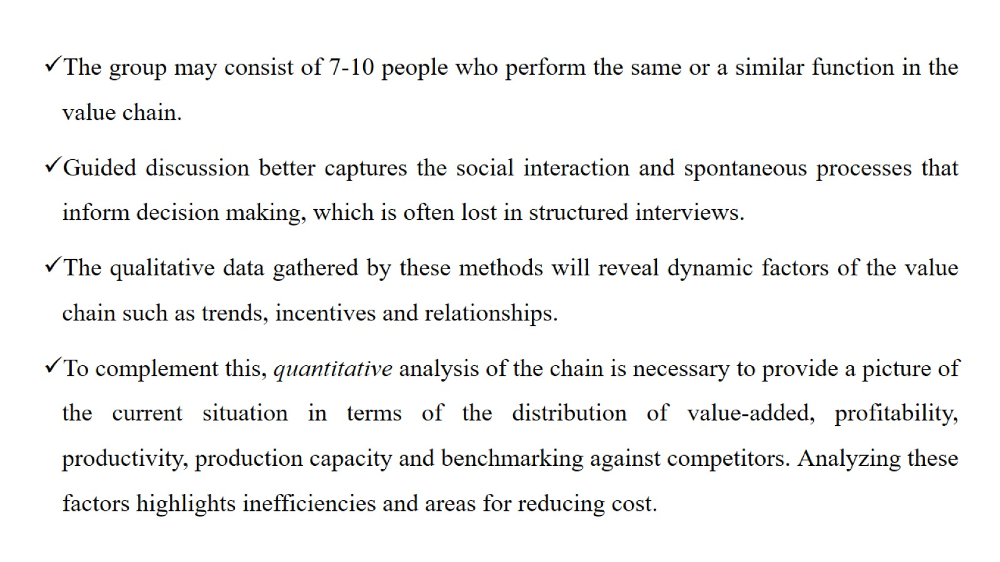 ✓The group may consist of 7-10 people who perform the same or a similar function in the
value chain.
✓Guided discussion better captures the social interaction and spontaneous processes that
inform decision making, which is often lost in structured interviews.
✓The qualitative data gathered by these methods will reveal dynamic factors of the value
chain such as trends, incentives and relationships.
✓To complement this, quantitative analysis of the chain is necessary to provide a picture of
the current situation in terms of the distribution of value-added, profitability,
productivity, production capacity and benchmarking against competitors. Analyzing these
factors highlights inefficiencies and areas for reducing cost.